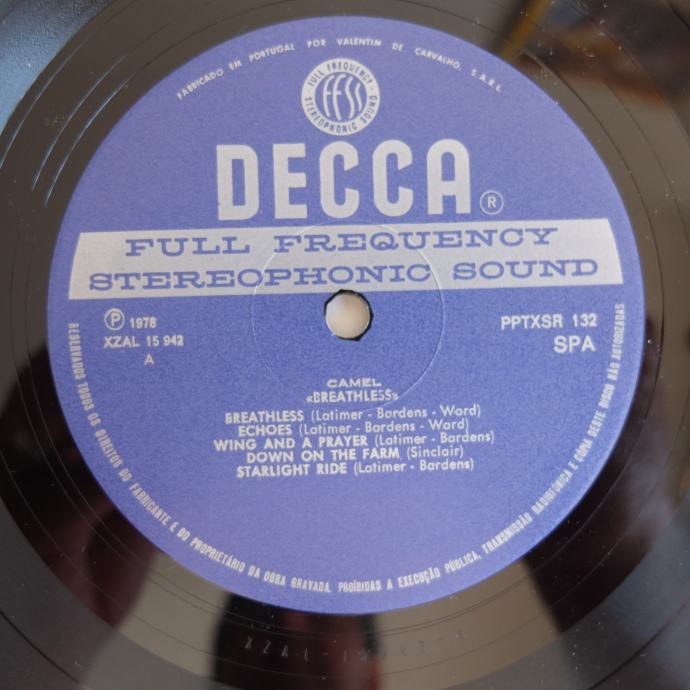 FABRICADO EM PORTUGAL POR VALENTIM DE CARVALHO, S.A.R.L.
FULL FREQUENCY
FFSS
STEREOPHONIC SOUND
DECCA ®
FULL FREQUENCY
STEREOPHONIC SOUND
Ⓟ 1978
XZAL 15 942
A
PPTXSR 132
SPA
CAMEL
«BREATHLESS»
BREATHLESS (Latimer - Bardens - Ward)
ECHOES (Latimer - Bardens - Ward)
WING AND A PRAYER (Latimer - Bardens)
DOWN ON THE FARM (Sinclair)
STARLIGHT RIDE (Latimer - Bardens)
RESERVADOS TODOS OS DIREITOS DO FABRICANTE E DO PROPRIETÁRIO DA OBRA GRAVADA. PROÍBIDAS A EXECUÇÃO PÚBLICA, TRANSMISSÃO RADIOFÓNICA E CÓPIA DESTE DISCO NÃO AUTORIZADAS